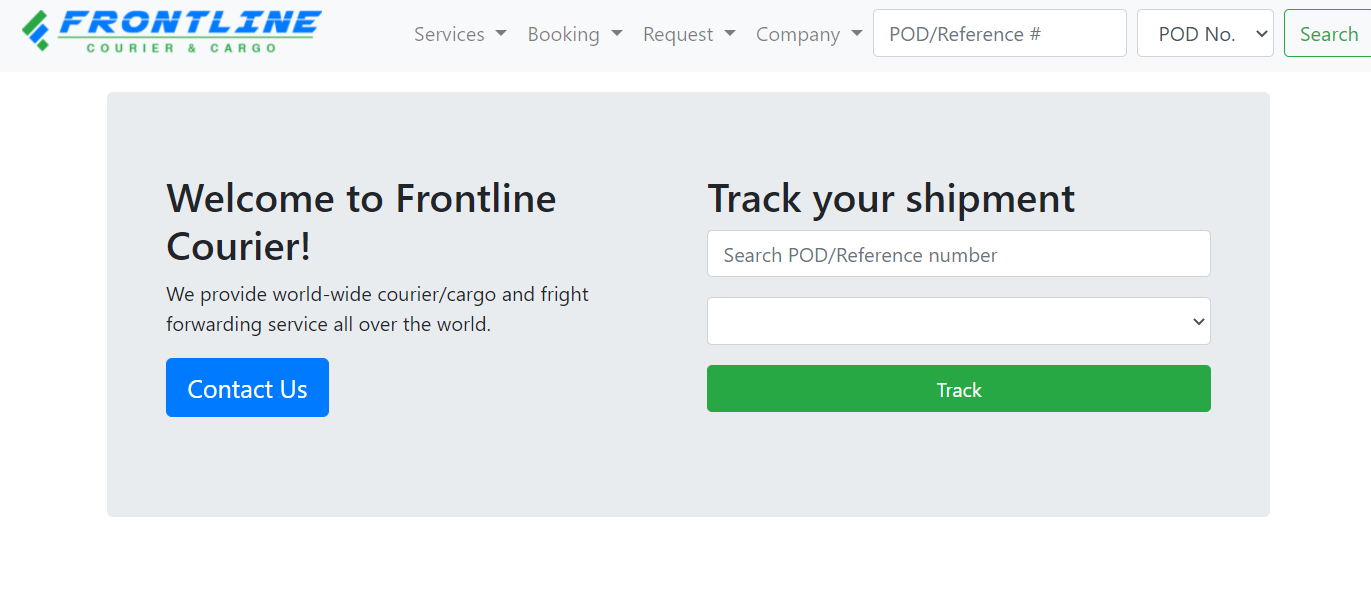 FRONTLINE
COURIER & CARGO
Services
Booking
Request
Company
POD/Reference #
POD No.
Search
Welcome to Frontline
Courier!
We provide world-wide courier/cargo and fright
forwarding service all over the world.
Contact Us
Track your shipment
Search POD/Reference number
Track